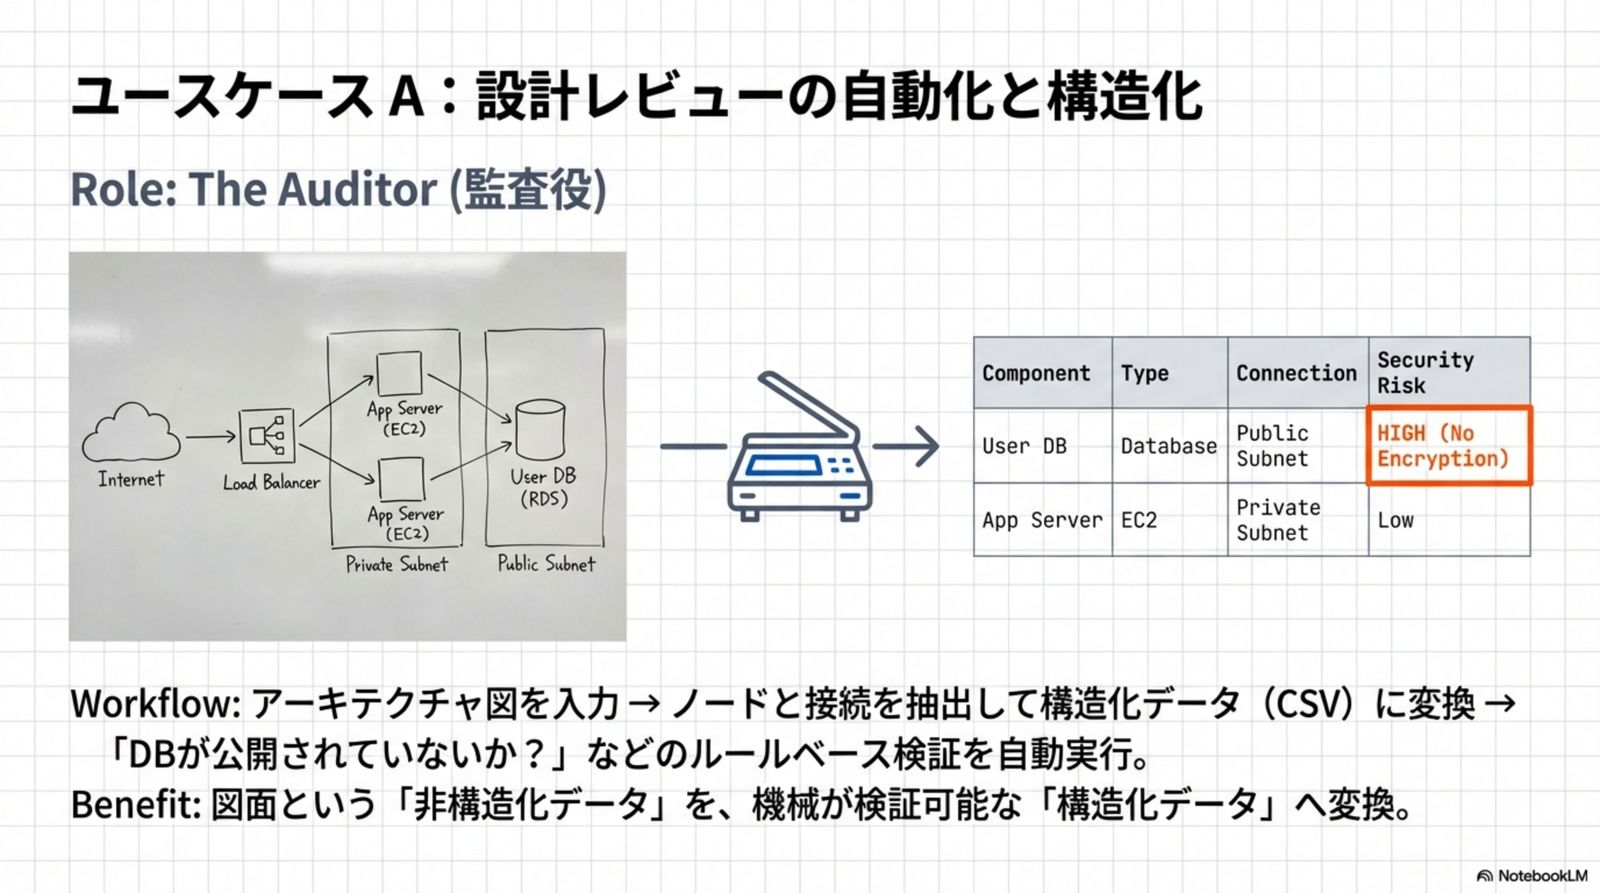 ユースケース A：設計レビューの自動化と構造化
Role: The Auditor (監査役)
Internet
Load Balancer
App Server
(EC2)
App Server
(EC2)
Private Subnet
User DB
(RDS)
Public Subnet
Component Type Connection Security Risk
User DB Database Public Subnet HIGH (No Encryption)
App Server EC2 Private Subnet Low
Workflow: アーキテクチャ図を入力 → ノードと接続を抽出して構造化データ（CSV）に変換 →
「DBが公開されていないか？」などのルールベース検証を自動実行。
Benefit: 図面という「非構造化データ」を、機械が検証可能な「構造化データ」へ変換。
NotebookLM